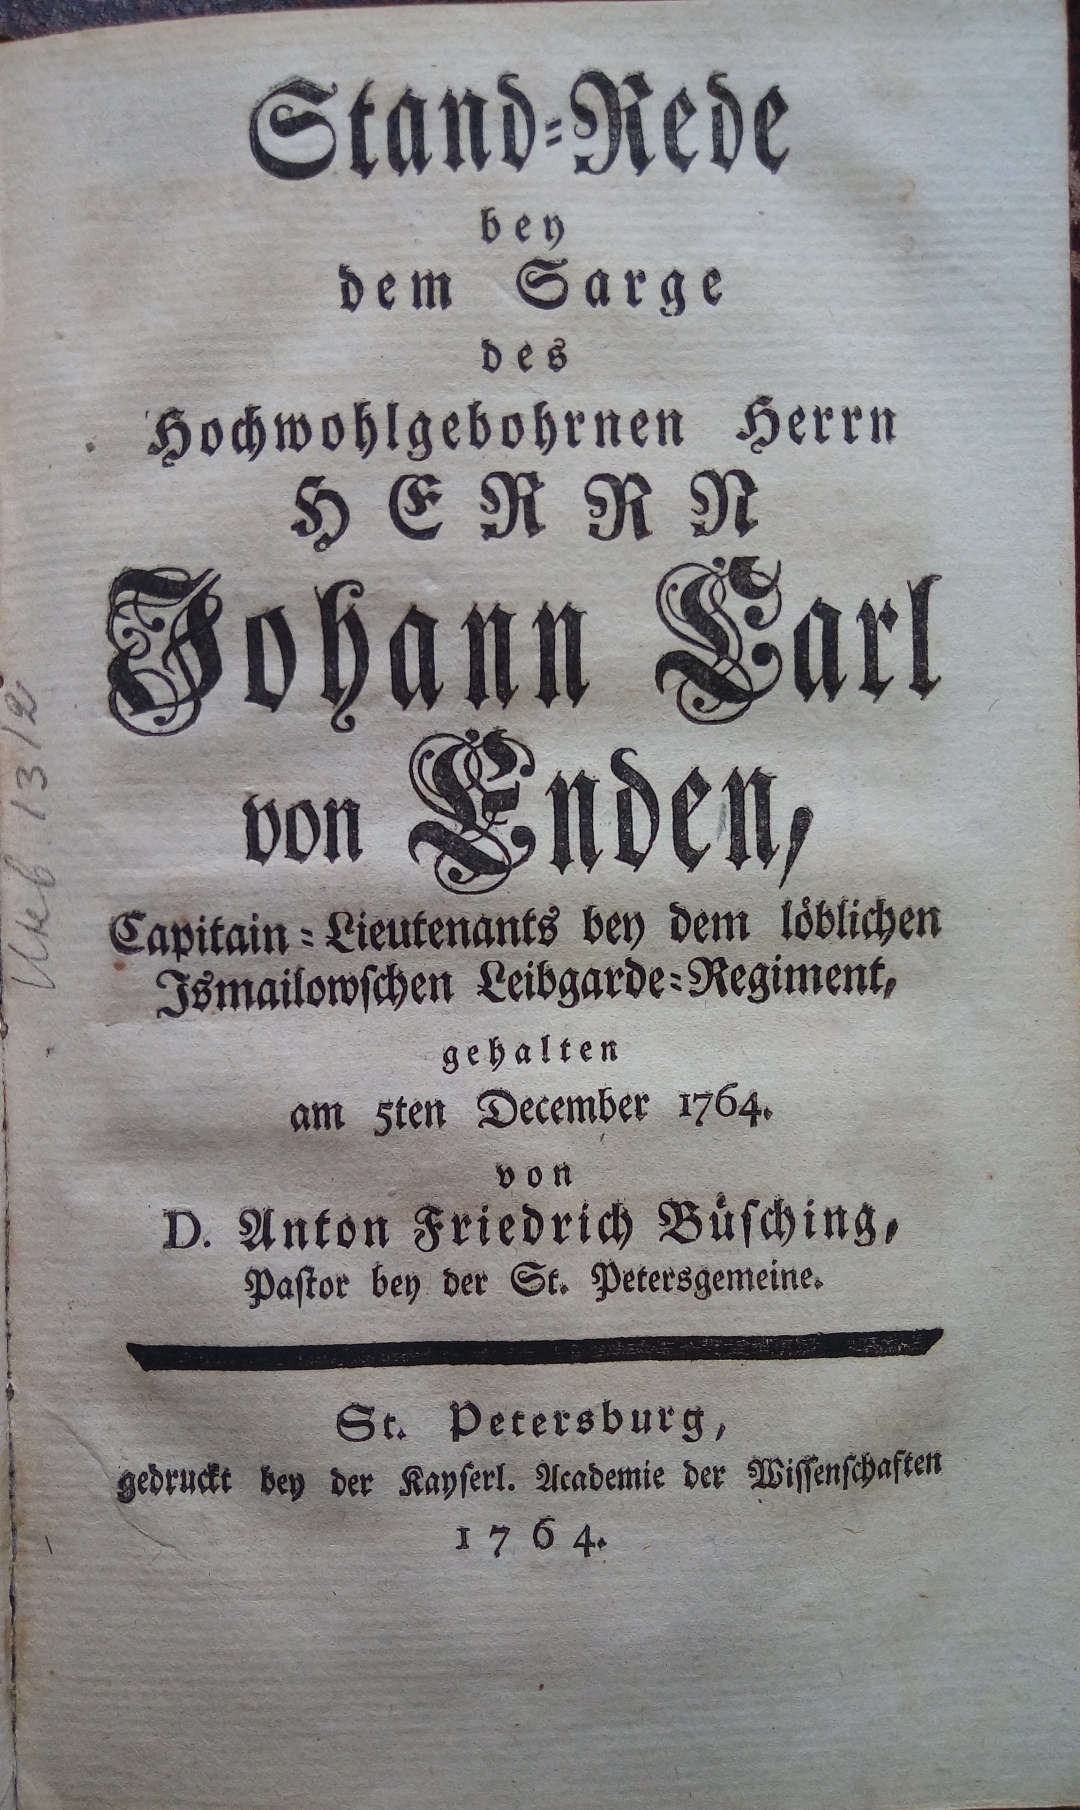 Stand-Rede
bey
dem Sarge
des
Hochwohlgebohrnen Herrn
HERRN
Johann Carl
von Enden,
Capitain-Lieutenants bey dem löblichen
Ismailowschen Leibgarde-Regiment,
gehalten
am 5ten December 1764.
von
D. Anton Friedrich Büsching,
Pastor bey der St. Petersgemeine.
St. Petersburg,
gedruckt bey der Kayserl. Academie der Wissenschaften
1764.
Инв. 1312